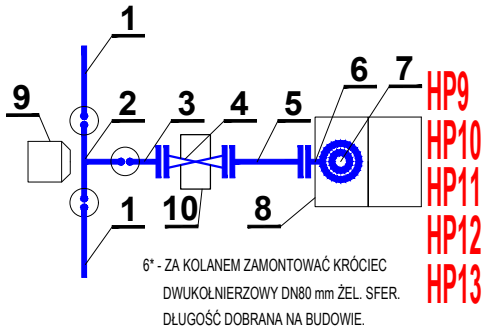 1
9
2
3
4
5
6
7
HP9
HP10
HP11
HP12
HP13
1
10
8
6* - ZA KOLANEM ZAMONTOWAĆ KRÓCIEC
DWUKOŁNIERZOWY DN80 mm ŻEL. SFER.
DŁUGOŚĆ DOBRANA NA BUDOWIE.